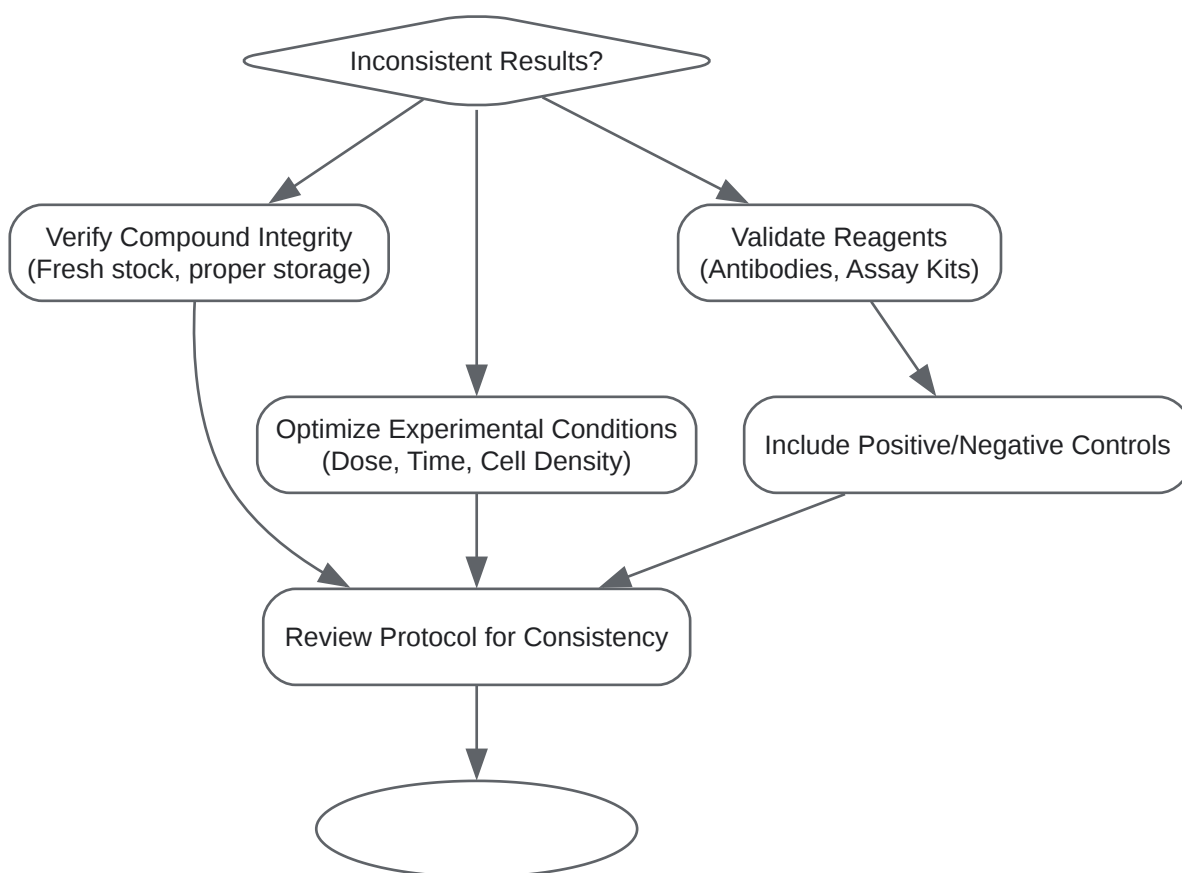 Inconsistent Results?
Verify Compound Integrity
(Fresh stock, proper storage)
Validate Reagents
(Antibodies, Assay Kits)
Optimize Experimental Conditions
(Dose, Time, Cell Density)
Include Positive/Negative Controls
Review Protocol for Consistency